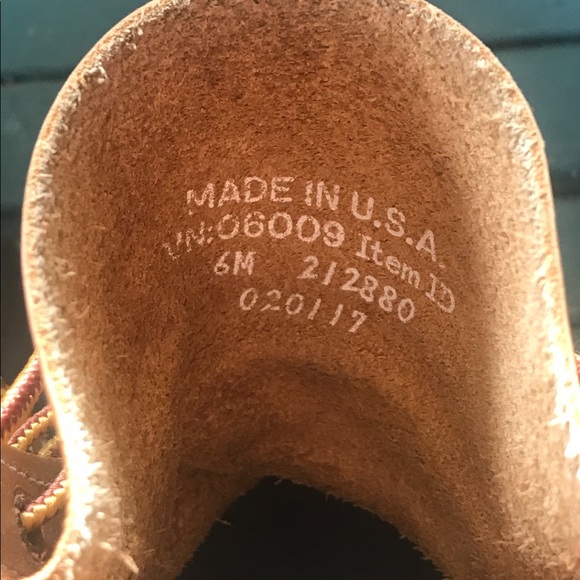 MADE IN U.S.A.
VN:06009 Item ID
6M 212880
020117